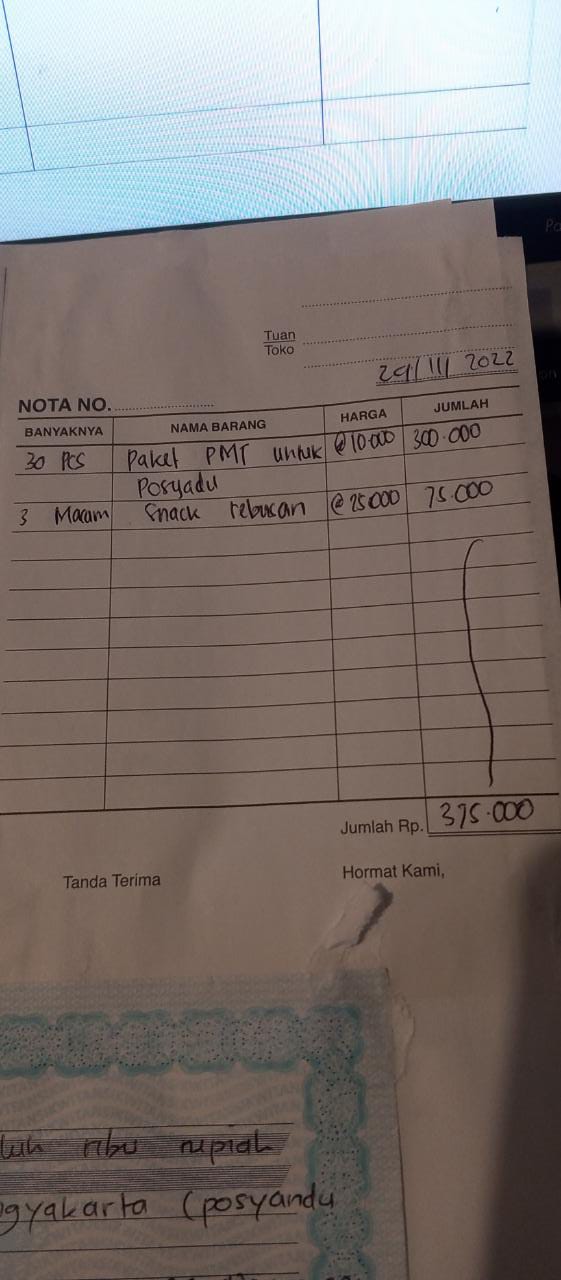 Tuan
Toko
29/11/2022
NOTA NO.
BANYAKNYA NAMA BARANG HARGA JUMLAH
30 PCS Paket PMT untuk @10.000 300.000
Posyadu
3 Macam Snack rebusan @25.000 75.000
Jumlah Rp. 375.000
Tanda Terima Hormat Kami,
luh ribu rupiah
ogyakarta (posyandu